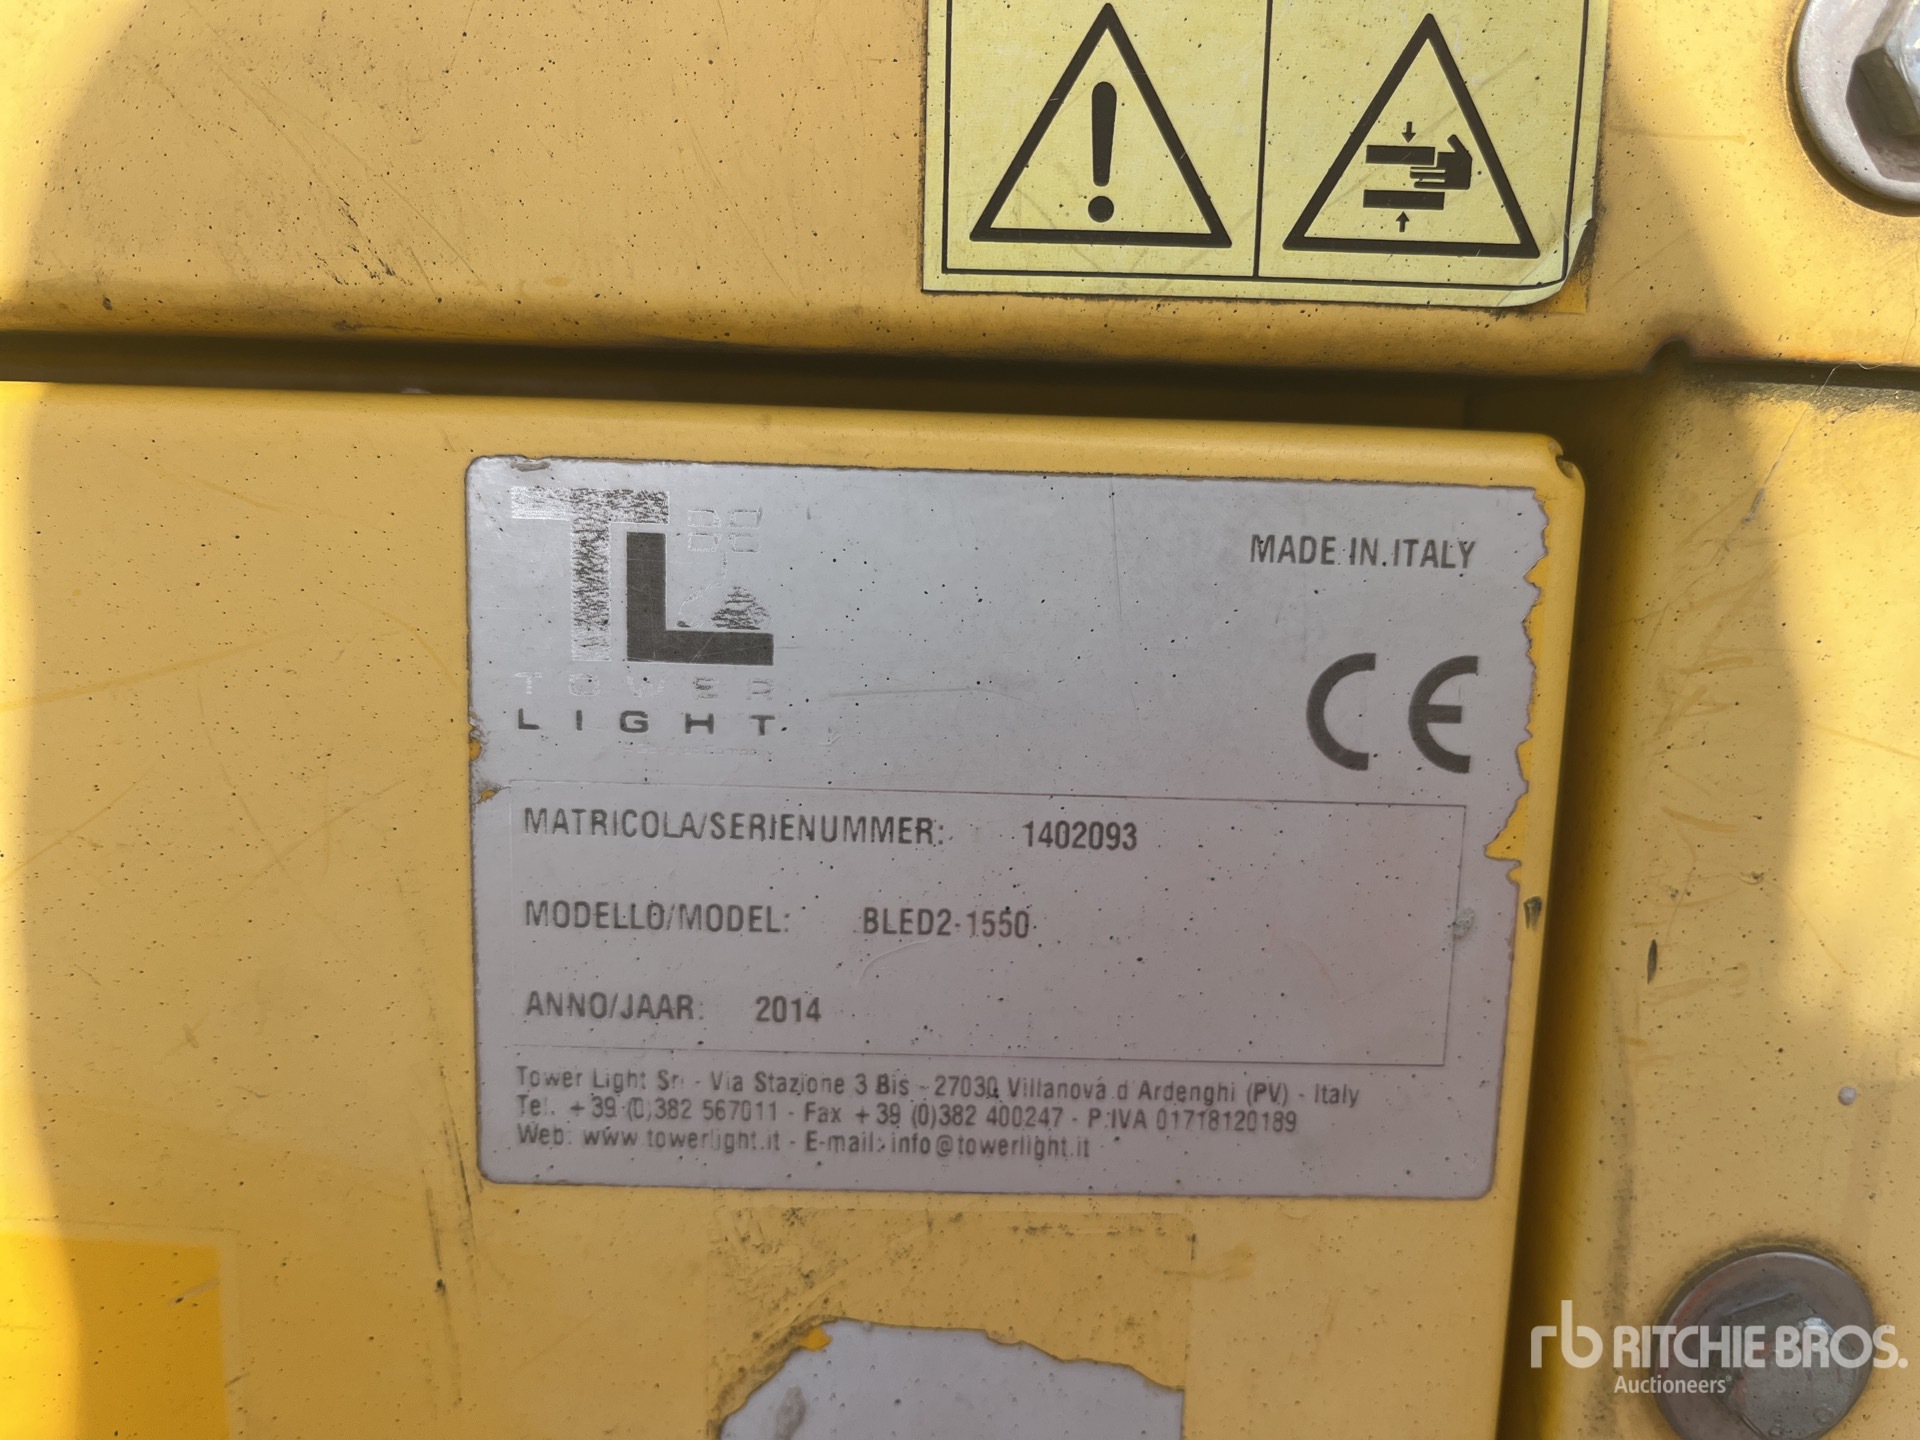 TL
TOWER
LIGHT
MADE IN ITALY
CE
MATRICOLA/SERIENUMMER: 1402093
MODELLO/MODEL: BLED2-1550
ANNO/JAAR: 2014
Tower Light Srl - Via Stazione 3 Bis - 27030 Villanova d'Ardenghi (PV) - Italy
Tel. +39 (0)382 567011 - Fax +39 (0)382 400247 - P.IVA 01718120189
Web: www.towerlight.it - E-mail: info@towerlight.it
rb RITCHIE BROS.
Auctioneers